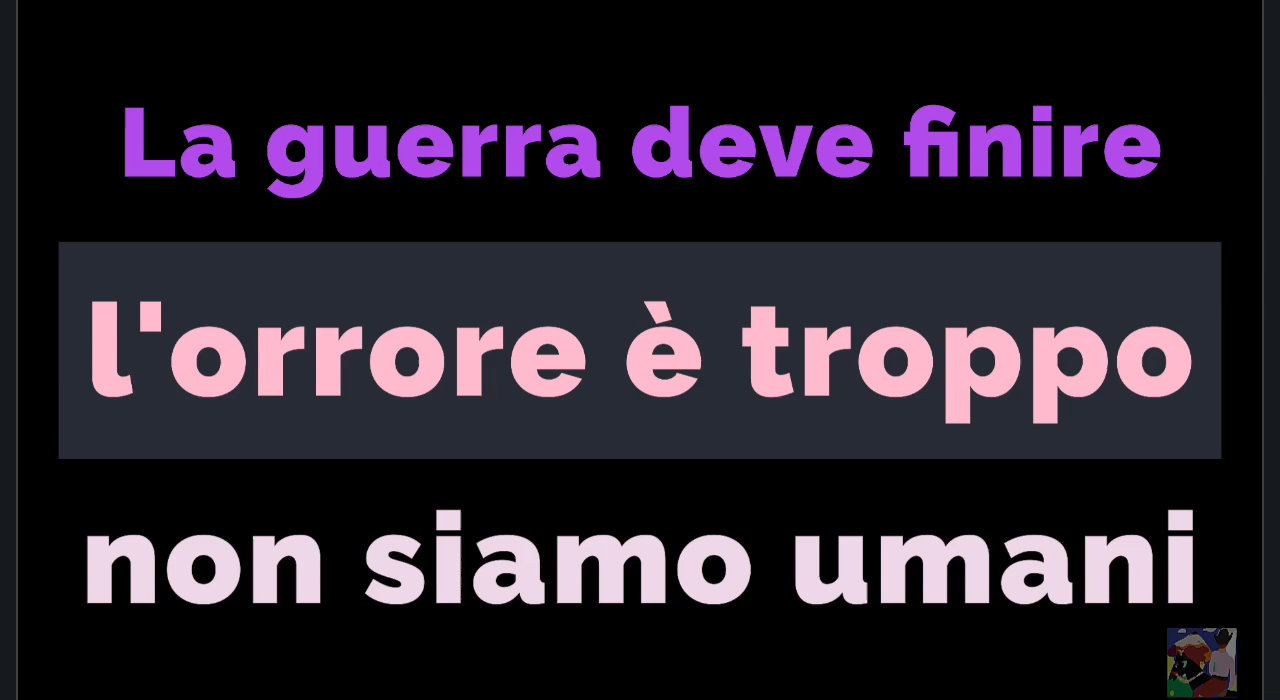 La guerra deve finire
l'orrore è troppo
non siamo umani